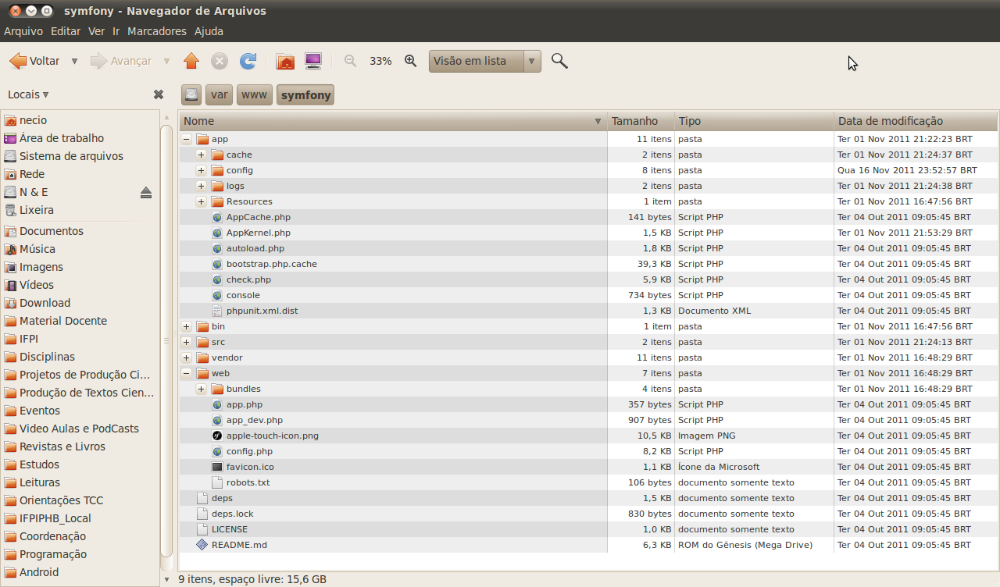 symfony - Navegador de Arquivos
Arquivo Editar Ver Ir Marcadores Ajuda
Voltar Avançar 33% Visão em lista
Locais var www symfony
necio
Área de trabalho
Sistema de arquivos
Rede
N & E
Lixeira
Documentos
Música
Imagens
Vídeos
Download
Material Docente
IFPI
Disciplinas
Projetos de Produção Ci...
Produção de Textos Cien...
Eventos
Video Aulas e PodCasts
Revistas e Livros
Estudos
Leituras
Orientações TCC
IFPIPHB_Local
Coordenação
Programação
Android
Nome Tamanho Tipo Data de modificação
app 11 itens pasta Ter 01 Nov 2011 21:22:23 BRT
cache 2 itens pasta Ter 01 Nov 2011 21:24:37 BRT
config 8 itens pasta Qua 16 Nov 2011 23:52:57 BRT
logs 2 itens pasta Ter 01 Nov 2011 21:24:38 BRT
Resources 1 item pasta Ter 01 Nov 2011 16:47:56 BRT
AppCache.php 141 bytes Script PHP Ter 04 Out 2011 09:05:45 BRT
AppKernel.php 1,5 KB Script PHP Ter 01 Nov 2011 21:53:29 BRT
autoload.php 1,8 KB Script PHP Ter 04 Out 2011 09:05:45 BRT
bootstrap.php.cache 39,3 KB Script PHP Ter 04 Out 2011 09:05:45 BRT
check.php 5,9 KB Script PHP Ter 04 Out 2011 09:05:45 BRT
console 734 bytes Script PHP Ter 04 Out 2011 09:05:45 BRT
phpunit.xml.dist 1,3 KB Documento XML Ter 04 Out 2011 09:05:45 BRT
bin 1 item pasta Ter 01 Nov 2011 16:47:56 BRT
src 2 itens pasta Ter 01 Nov 2011 21:24:13 BRT
vendor 11 itens pasta Ter 01 Nov 2011 16:48:29 BRT
web 7 itens pasta Ter 01 Nov 2011 16:48:29 BRT
bundles 4 itens pasta Ter 01 Nov 2011 16:48:29 BRT
app.php 357 bytes Script PHP Ter 04 Out 2011 09:05:45 BRT
app_dev.php 907 bytes Script PHP Ter 04 Out 2011 09:05:45 BRT
apple-touch-icon.png 10,5 KB Imagem PNG Ter 04 Out 2011 09:05:45 BRT
config.php 8,2 KB Script PHP Ter 04 Out 2011 09:05:45 BRT
favicon.ico 1,1 KB Ícone da Microsoft Ter 04 Out 2011 09:05:45 BRT
robots.txt 106 bytes documento somente texto Ter 04 Out 2011 09:05:45 BRT
deps 1,5 KB documento somente texto Ter 04 Out 2011 09:05:45 BRT
deps.lock 830 bytes documento somente texto Ter 04 Out 2011 09:05:45 BRT
LICENSE 1,0 KB documento somente texto Ter 04 Out 2011 09:05:45 BRT
README.md 6,3 KB ROM do Gênesis (Mega Drive) Ter 04 Out 2011 09:05:45 BRT
9 itens, espaço livre: 15,6 GB